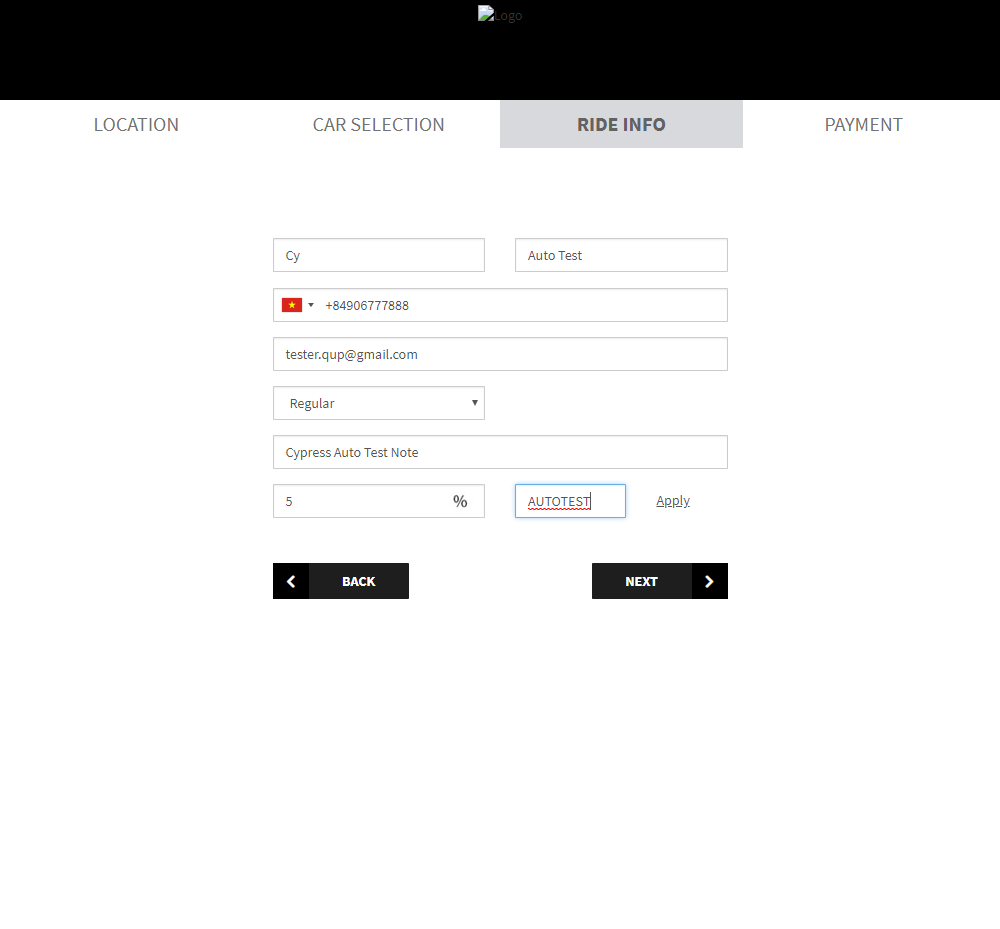 Logo
LOCATION CAR SELECTION RIDE INFO PAYMENT
Cy Auto Test
+84906777888
tester.qup@gmail.com
Regular
Cypress Auto Test Note
5 % AUTOTEST Apply
BACK NEXT